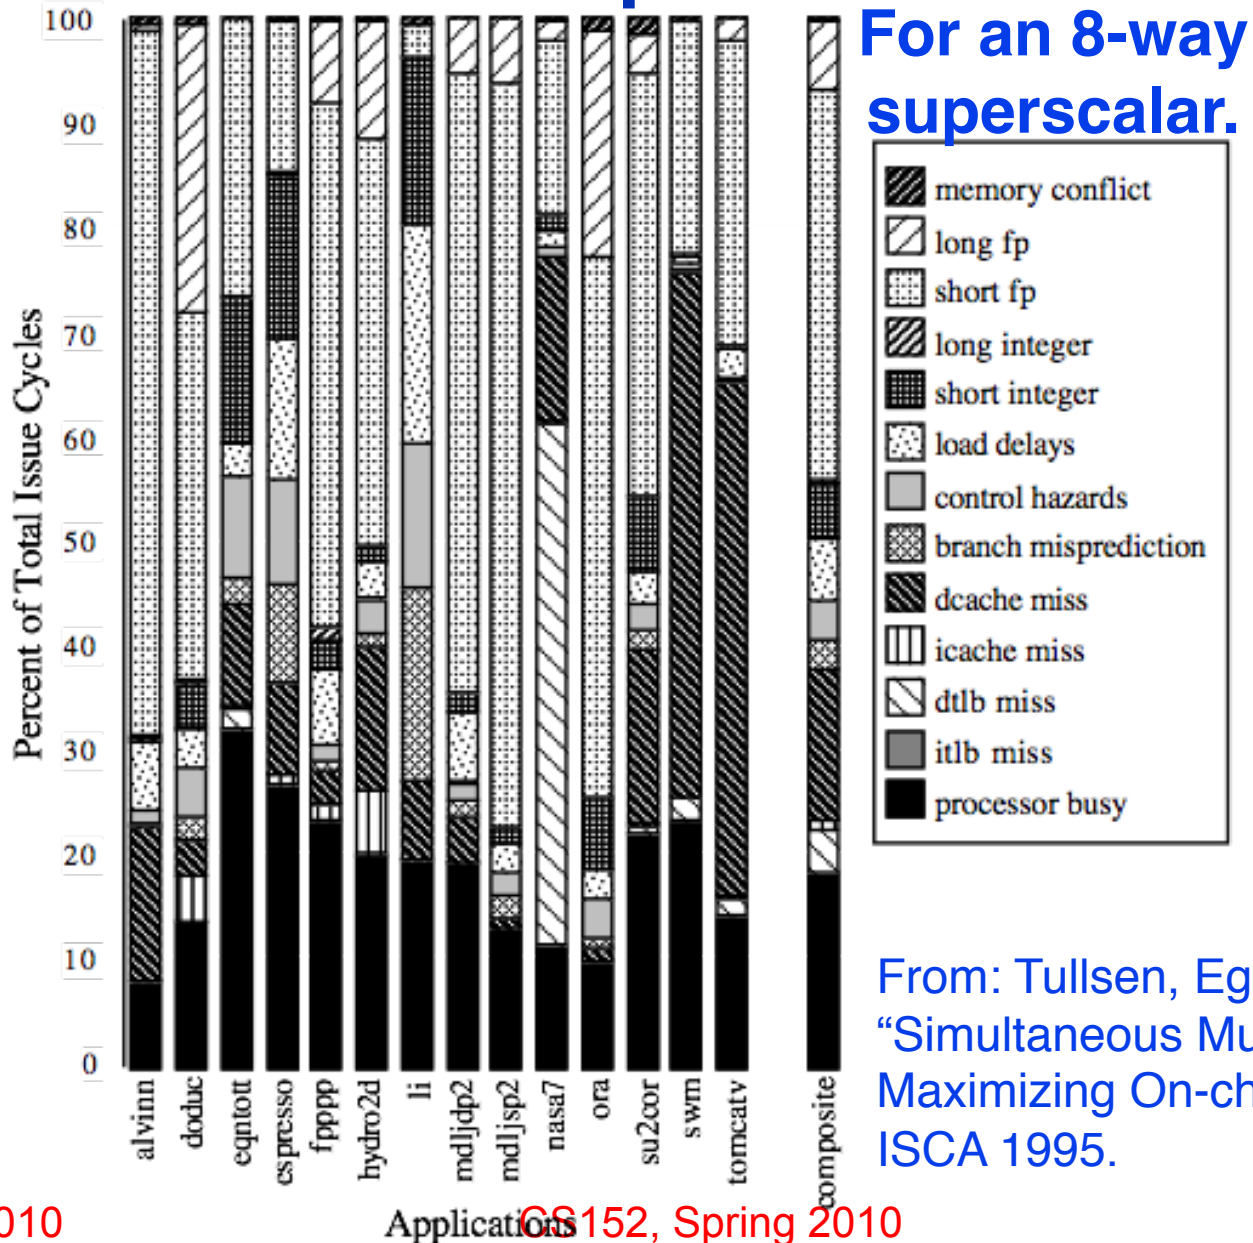 For an 8-way
superscalar.
100
90
80
70
60
50
40
30
20
10
0
Percent of Total Issue Cycles
memory conflict
long fp
short fp
long integer
short integer
load delays
control hazards
branch misprediction
dcache miss
icache miss
dtlb miss
itlb miss
processor busy
alvinn
doduc
eqntott
espresso
fpppp
hydro2d
li
mdljdp2
mdljsp2
nasa7
ora
su2cor
swm
tomcatv
composite
Applications
From: Tullsen, Eg
“Simultaneous Mu
Maximizing On-ch
ISCA 1995.
010
CS152, Spring 2010